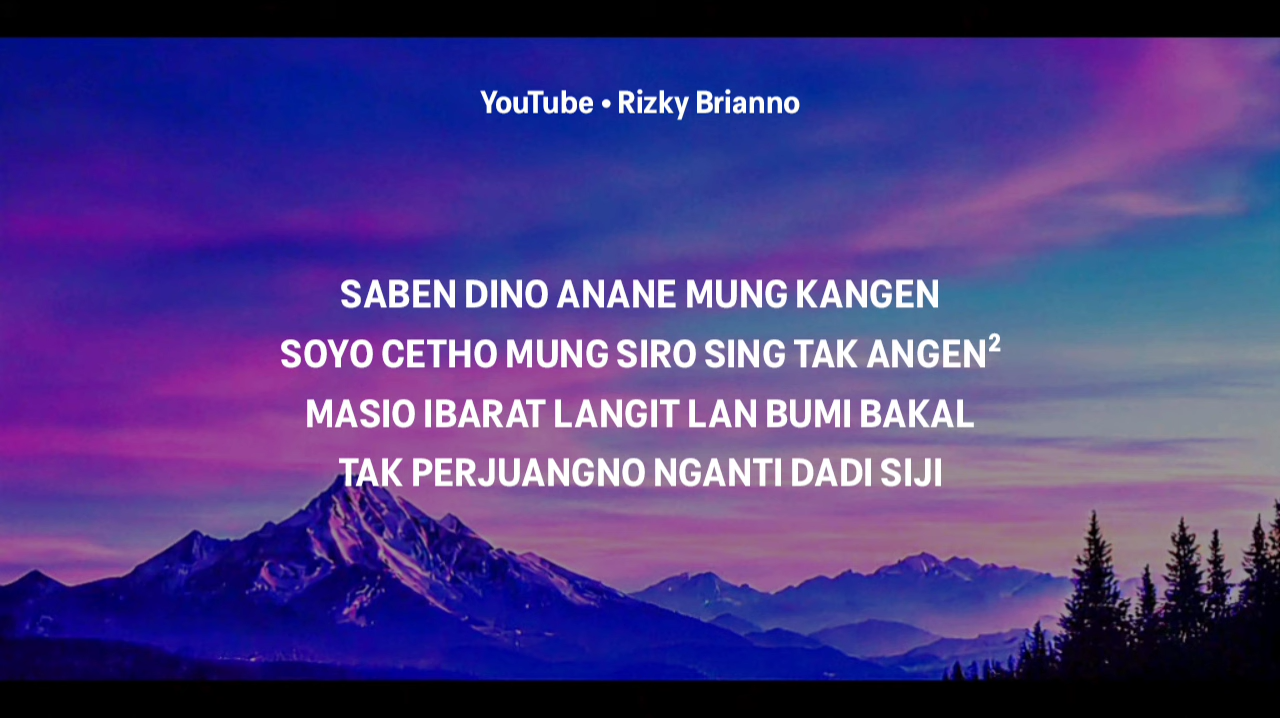 YouTube • Rizky Brianno
SABEN DINO ANANE MUNG KANGEN
SOYO CETHO MUNG SIRO SING TAK ANGEN²
MASIO IBARAT LANGIT LAN BUMI BAKAL
TAK PERJUANGNO NGANTI DADI SIJI